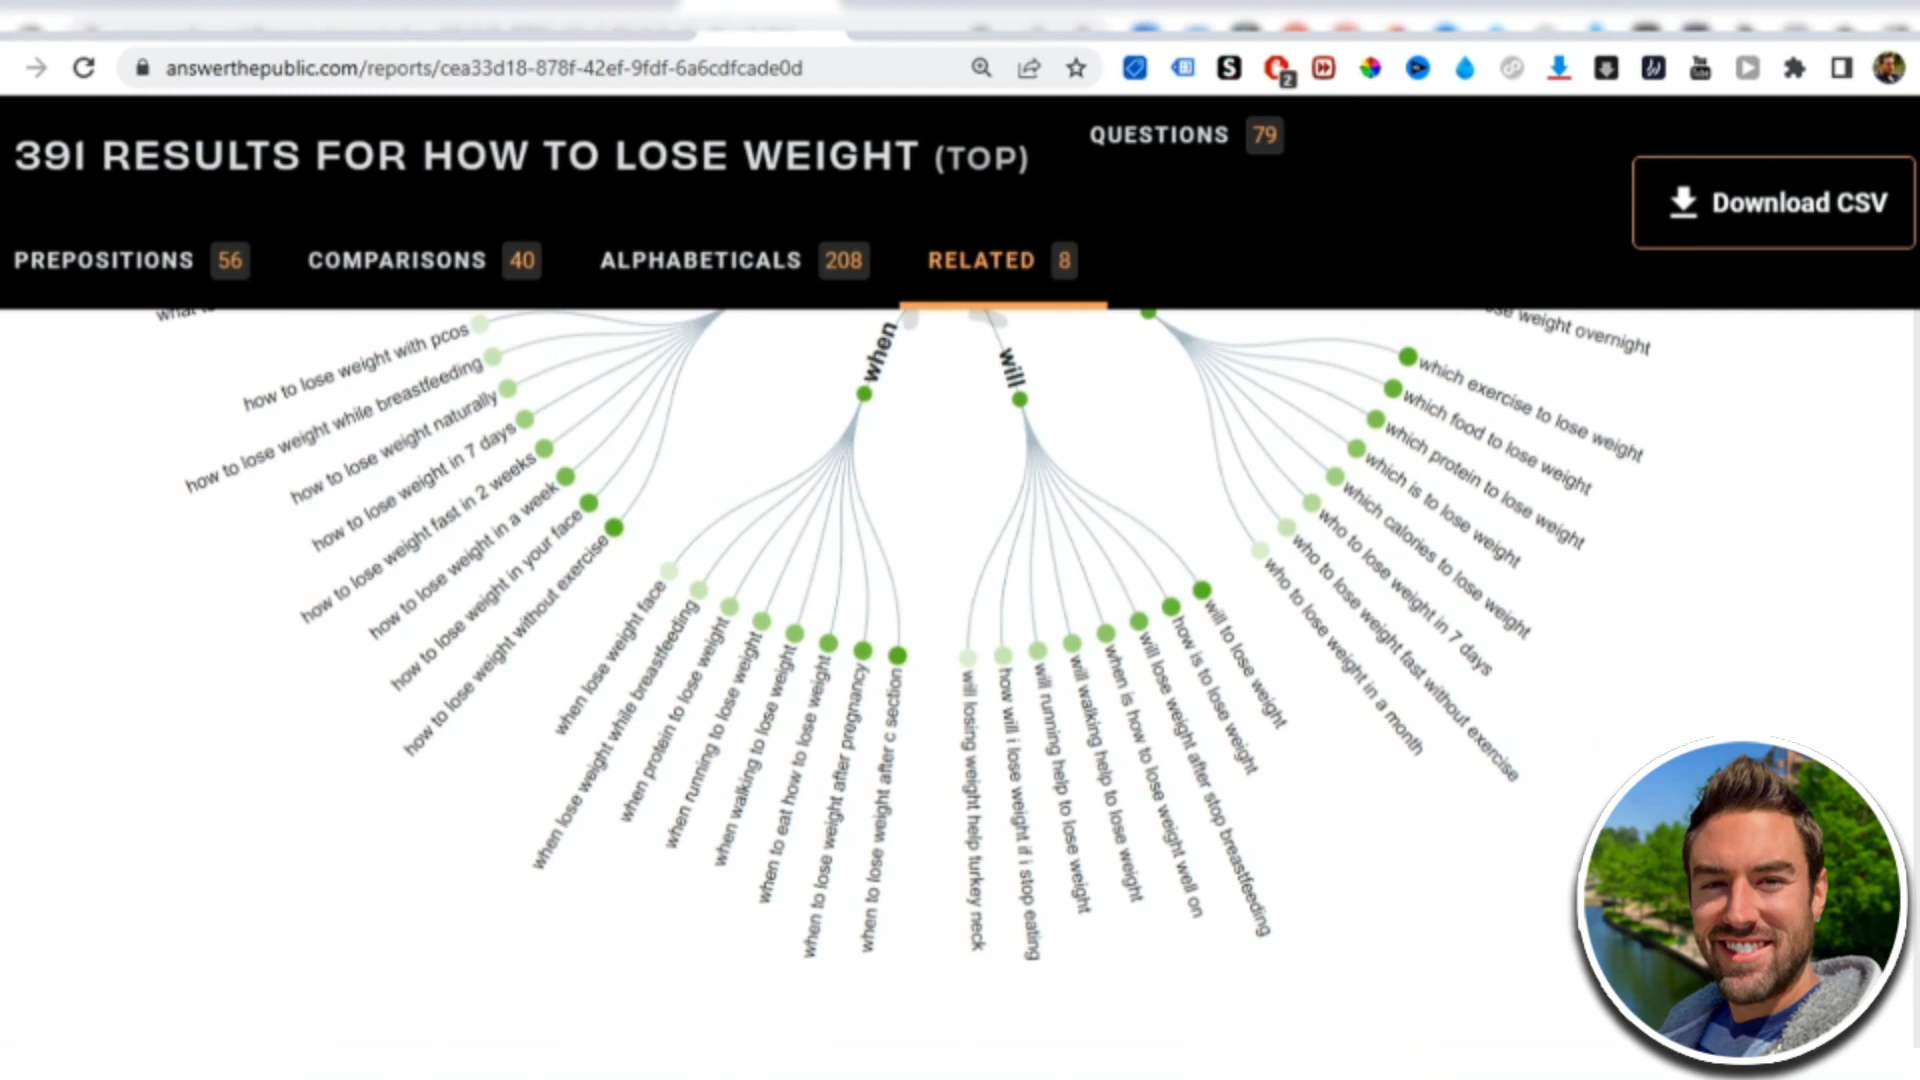 answerthepublic.com/reports/cea33d18-878f-42ef-9fdf-6a6cdfcade0d
S
2
You
Tube
391 RESULTS FOR HOW TO LOSE WEIGHT (TOP)
QUESTIONS 79
Download CSV
PREPOSITIONS 56
COMPARISONS 40
ALPHABETICALS 208
RELATED 8
how to lose weight with pcos
how to lose weight while breastfeeding
how to lose weight naturally
how to lose weight in 7 days
how to lose weight fast in 2 weeks
how to lose weight in a week
how to lose weight in your face
how to lose weight without exercise
when
when lose weight face
when lose weight while breastfeeding
when protein to lose weight
when running to lose weight
when walking to lose weight
when to eat how to lose weight
when to lose weight after pregnancy
when to lose weight after c section
will
will losing weight help turkey neck
how will i lose weight if i stop eating
will running help to lose weight
will walking help to lose weight
when is how to lose weight well on
will lose weight after stop breastfeeding
how is to lose weight
will to lose weight
weight overnight
which exercise to lose weight
which food to lose weight
which protein to lose weight
which is to lose weight
which calories to lose weight
who to lose weight in 7 days
who to lose weight fast without exercise
who to lose weight in a month